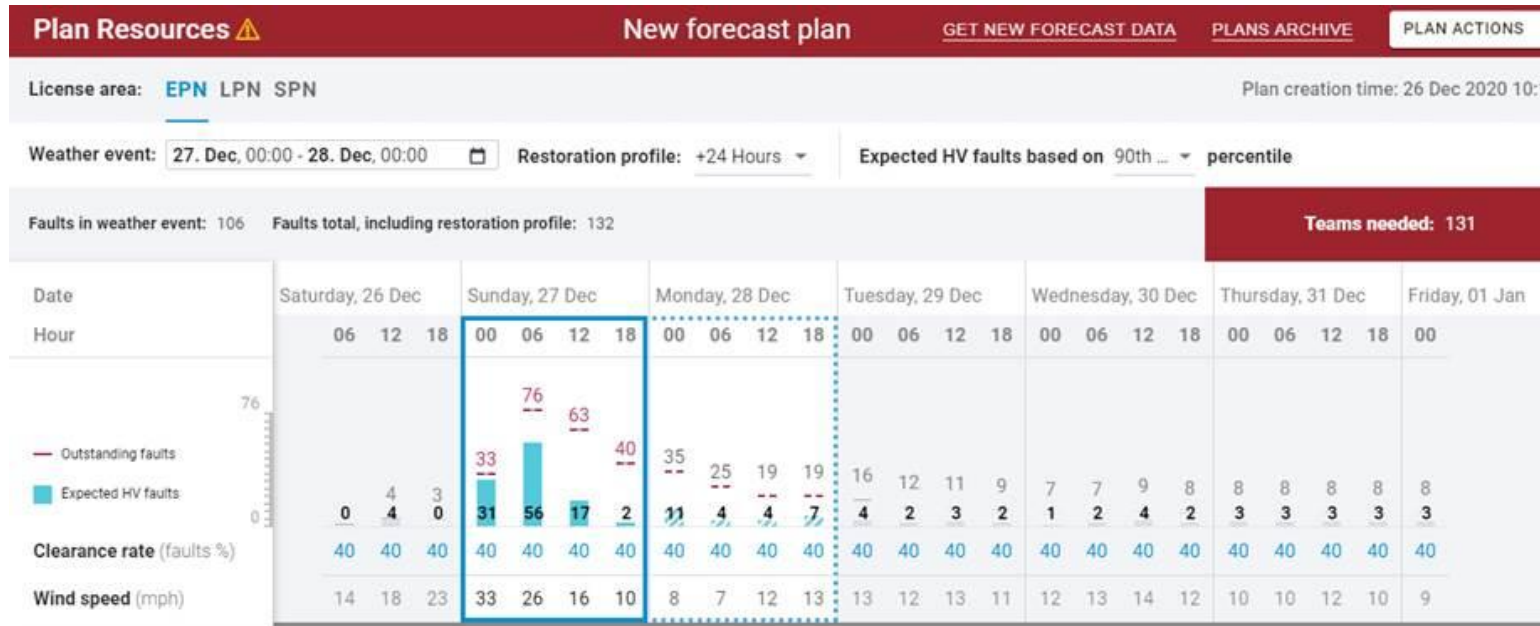 Plan Resources New forecast plan GET NEW FORECAST DATA PLANS ARCHIVE PLAN ACTIONS
License area: EPN LPN SPN Plan creation time: 26 Dec 2020 10:
Weather event: 27. Dec, 00:00 - 28. Dec, 00:00 Restoration profile: +24 Hours Expected HV faults based on 90th ... percentile
Faults in weather event: 106 Faults total, including restoration profile: 132 Teams needed: 131
Date Saturday, 26 Dec Sunday, 27 Dec Monday, 28 Dec Tuesday, 29 Dec Wednesday, 30 Dec Thursday, 31 Dec Friday, 01 Jan
Hour 06 12 18 00 06 12 18 00 06 12 18 00 06 12 18 00 06 12 18 00 06 12 18 00
76
Outstanding faults 4 3 33 76 63 40 35 25 19 19 16 12 11 9 7 7 9 8 8 8 8 8 8
Expected HV faults 0 4 0 31 56 17 2 11 4 4 7 4 2 3 2 1 2 4 2 3 3 3 3 3
0
Clearance rate (faults %) 40 40 40 40 40 40 40 40 40 40 40 40 40 40 40 40 40 40 40 40 40 40 40 40
Wind speed (mph) 14 18 23 33 26 16 10 8 7 12 13 13 12 13 11 12 13 14 12 10 10 12 10 9